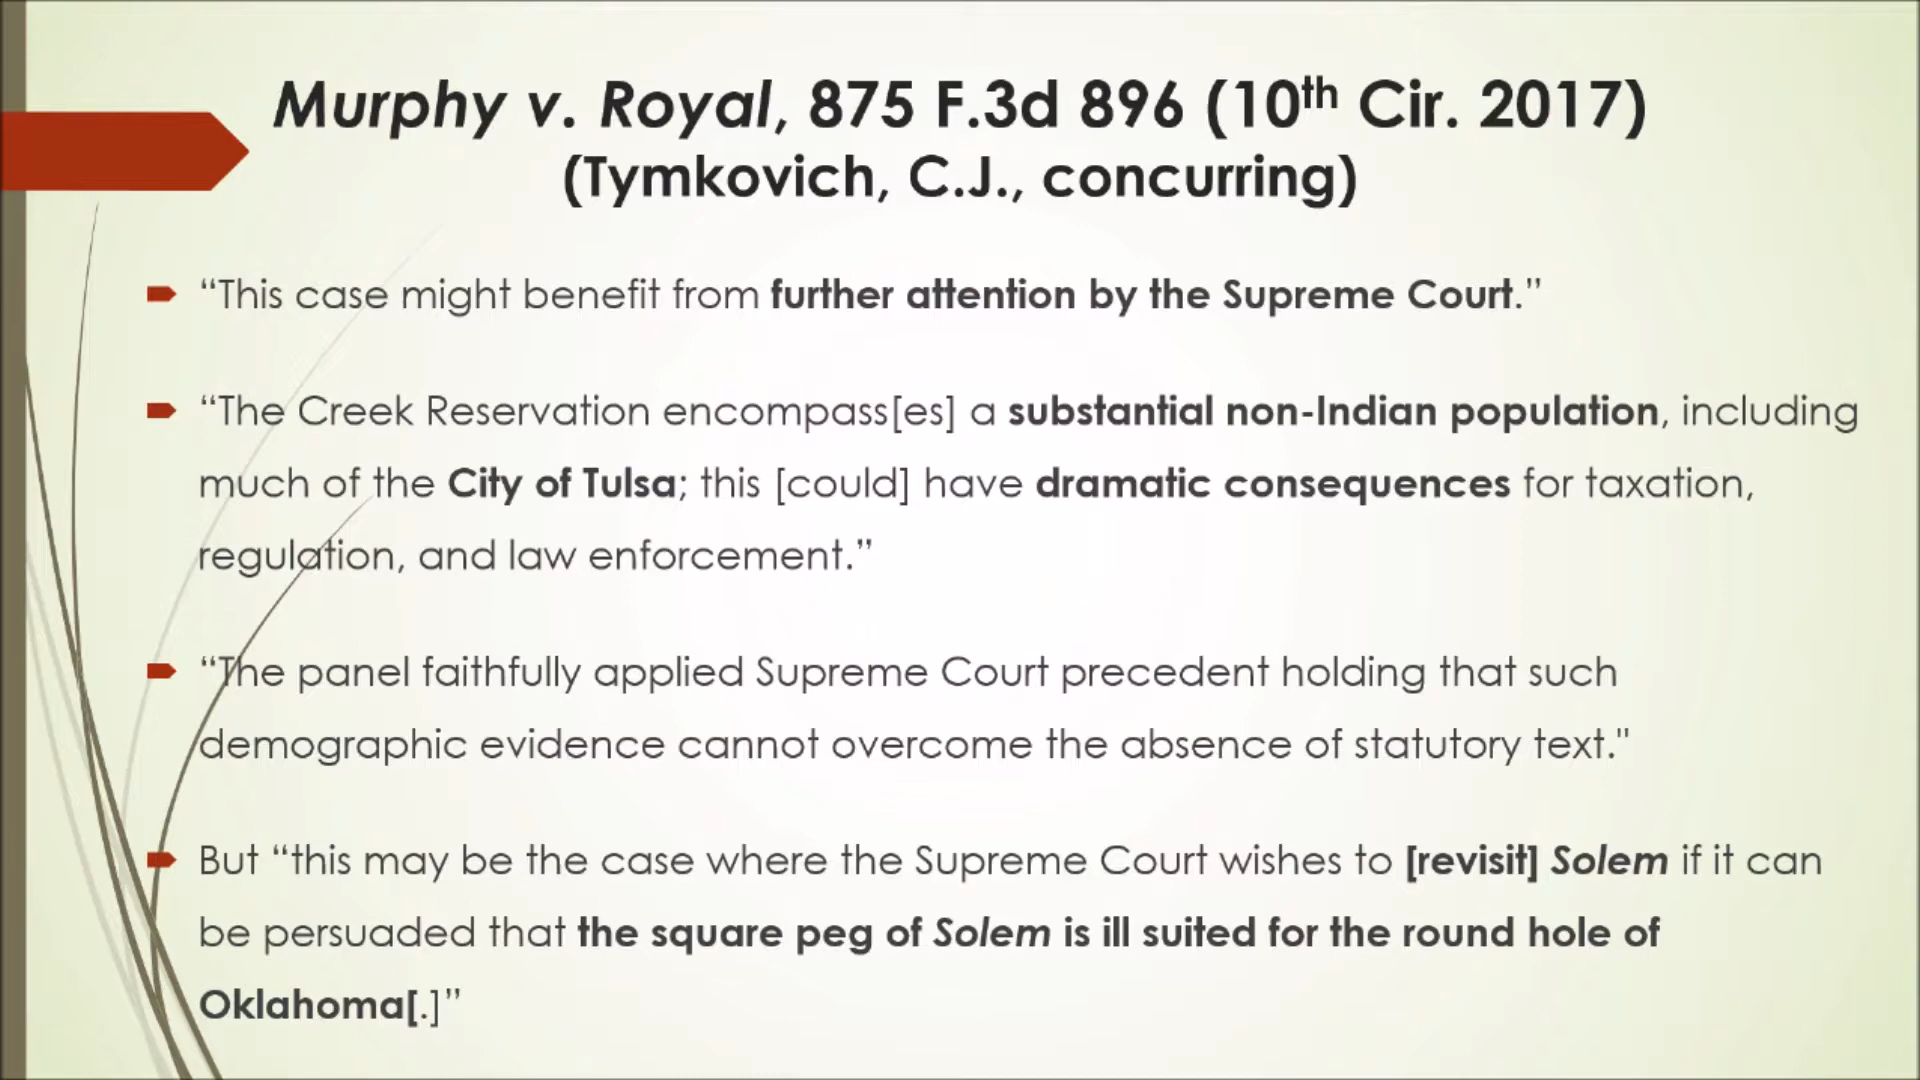 Murphy v. Royal, 875 F.3d 896 (10th Cir. 2017)
(Tymkovich, C.J., concurring)
“This case might benefit from further attention by the Supreme Court.”
“The Creek Reservation encompass[es] a substantial non-Indian population, including
much of the City of Tulsa; this [could] have dramatic consequences for taxation,
regulation, and law enforcement.”
“The panel faithfully applied Supreme Court precedent holding that such
demographic evidence cannot overcome the absence of statutory text."
But “this may be the case where the Supreme Court wishes to [revisit] Solem if it can
be persuaded that the square peg of Solem is ill suited for the round hole of
Oklahoma[.]”